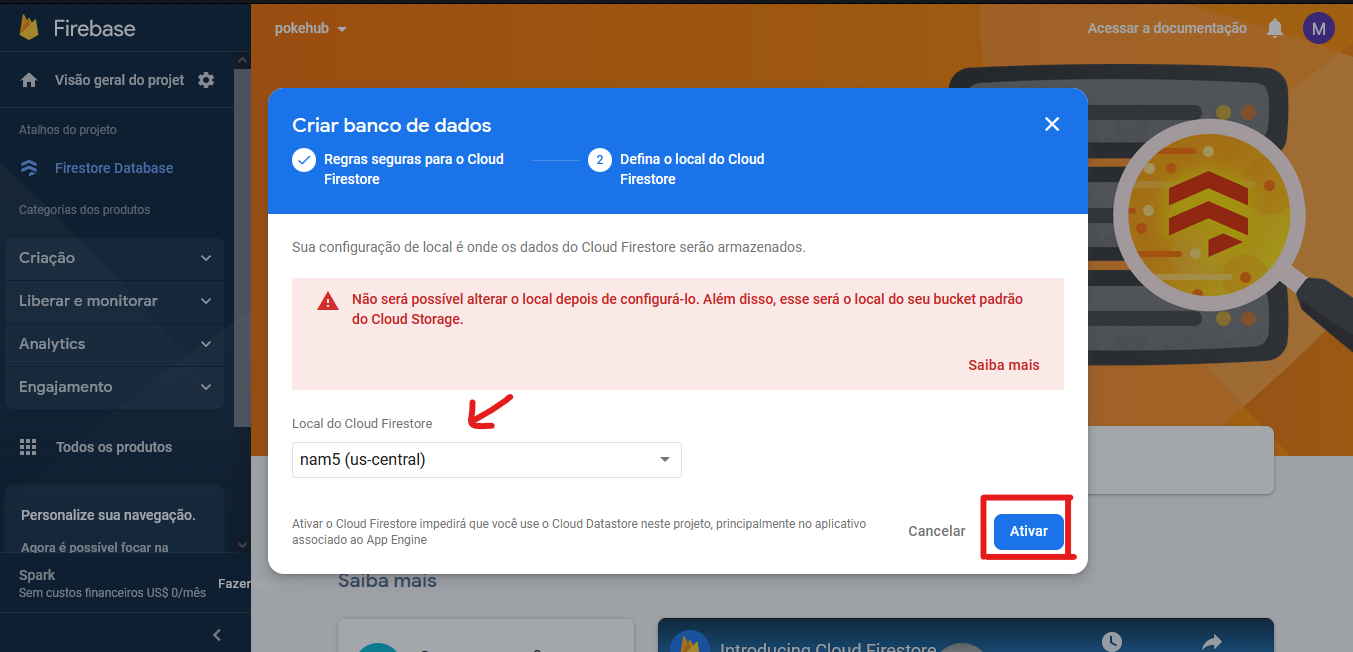 Firebase
pokehub
Acessar a documentação
M
Visão geral do projet
Atalhos do projeto
Firestore Database
Categorias dos produtos
Criação
Liberar e monitorar
Analytics
Engajamento
Todos os produtos
Personalize sua navegação.
Agora é possível focar na
Spark
Sem custos financeiros US$ 0/mês
Fazer
Criar banco de dados
Regras seguras para o Cloud
Firestore
2
Defina o local do Cloud
Firestore
Sua configuração de local é onde os dados do Cloud Firestore serão armazenados.
Não será possível alterar o local depois de configurá-lo. Além disso, esse será o local do seu bucket padrão
do Cloud Storage.
Saiba mais
Local do Cloud Firestore
nam5 (us-central)
Ativar o Cloud Firestore impedirá que você use o Cloud Datastore neste projeto, principalmente no aplicativo
associado ao App Engine
Cancelar
Ativar
Saiba mais
Introducing Cloud Firestore